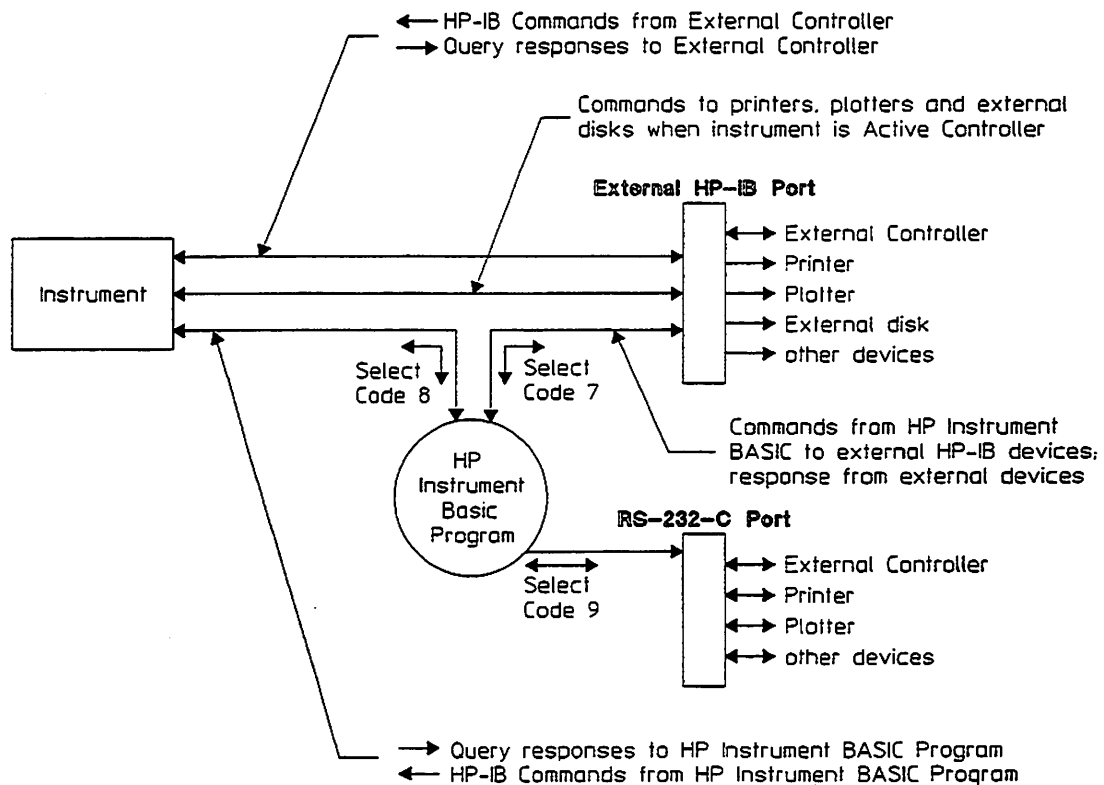 HP-IB Commands from External Controller
Query responses to External Controller
Commands to printers, plotters and external
disks when instrument is Active Controller
External HP-IB Port
External Controller
Printer
Plotter
External disk
other devices
Instrument
Select
Code 8
Select
Code 7
HP
Instrument
Basic
Program
Commands from HP Instrument
BASIC to external HP-IB devices;
response from external devices
RS-232-C Port
Select
Code 9
External Controller
Printer
Plotter
other devices
Query responses to HP Instrument BASIC Program
HP-IB Commands from HP Instrument BASIC Program